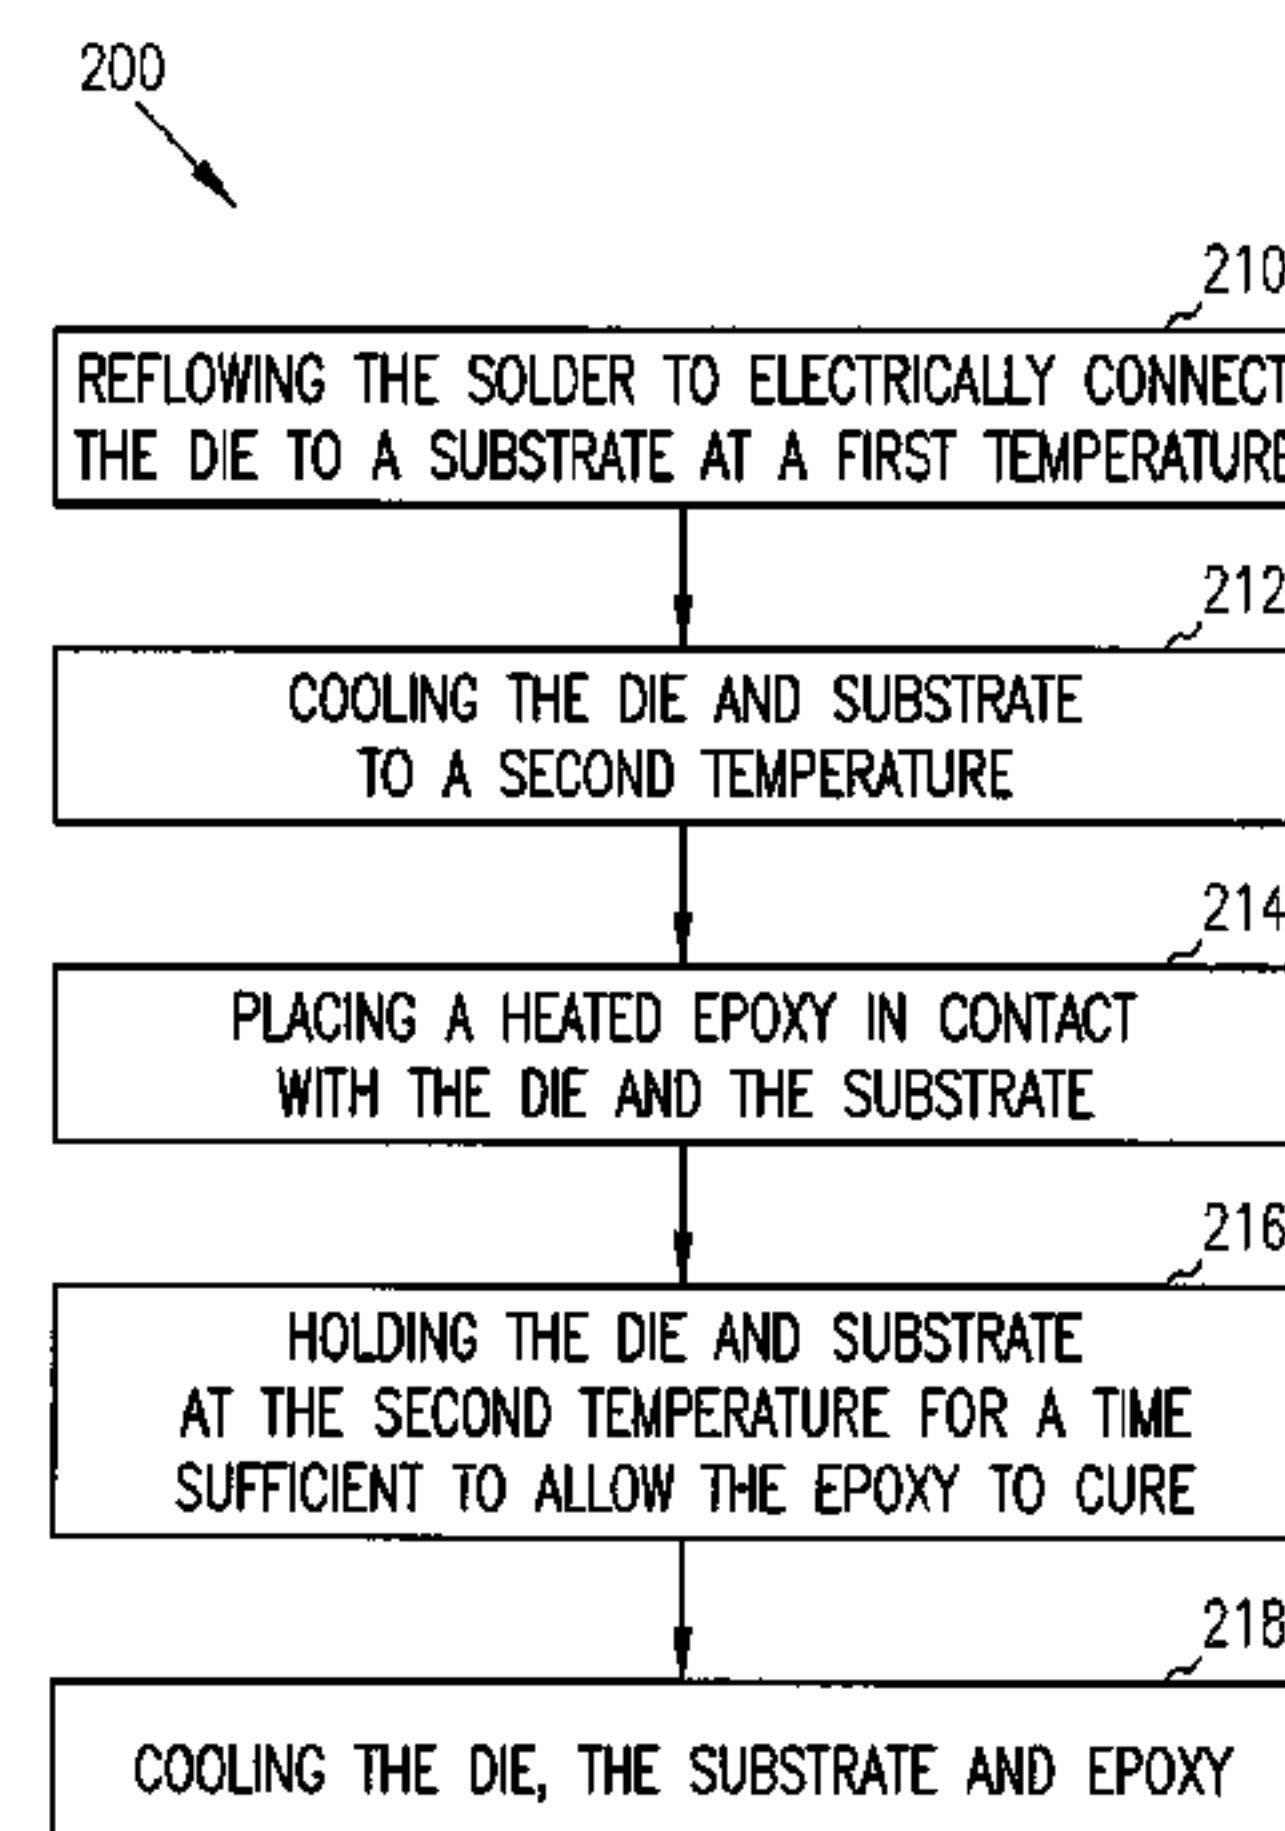 200
210
REFLOWING THE SOLDER TO ELECTRICALLY CONNECT
THE DIE TO A SUBSTRATE AT A FIRST TEMPERATURE
212
COOLING THE DIE AND SUBSTRATE
TO A SECOND TEMPERATURE
214
PLACING A HEATED EPOXY IN CONTACT
WITH THE DIE AND THE SUBSTRATE
216
HOLDING THE DIE AND SUBSTRATE
AT THE SECOND TEMPERATURE FOR A TIME
SUFFICIENT TO ALLOW THE EPOXY TO CURE
218
COOLING THE DIE, THE SUBSTRATE AND EPOXY